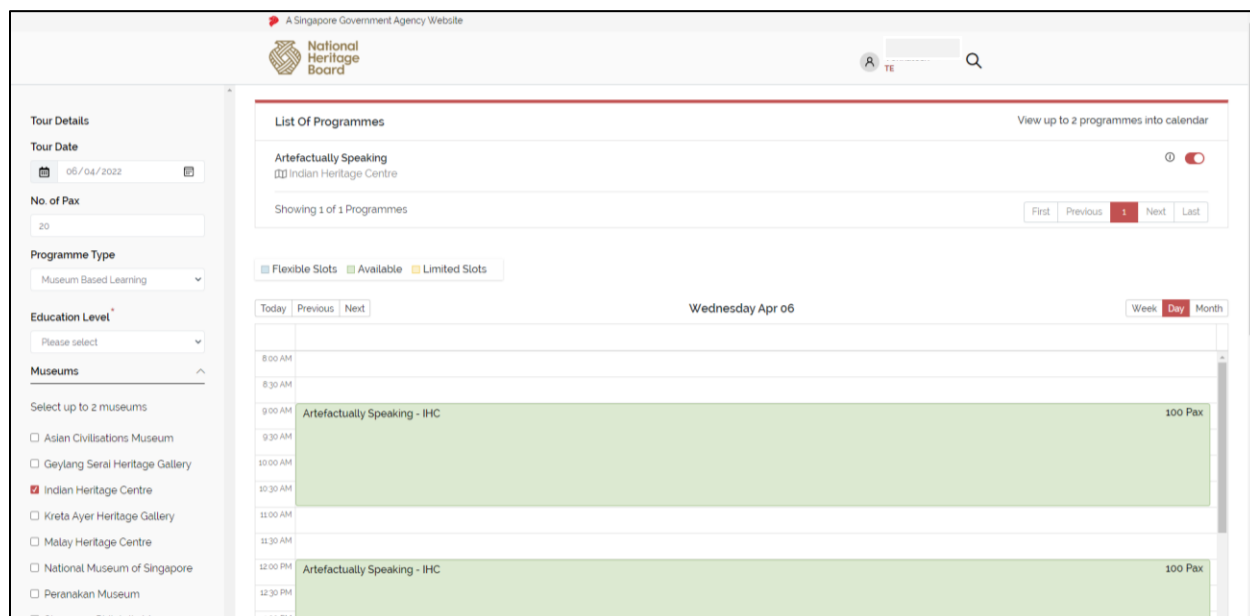 A Singapore Government Agency Website
National
Heritage
Board
TE
Tour Details
Tour Date
06/04/2022
No. of Pax
20
Programme Type
Museum Based Learning
Education Level*
Please select
Museums
Select up to 2 museums
Asian Civilisations Museum
Geylang Serai Heritage Gallery
Indian Heritage Centre
Kreta Ayer Heritage Gallery
Malay Heritage Centre
National Museum of Singapore
Peranakan Museum
List Of Programmes
View up to 2 programmes into calendar
Artefactually Speaking
Indian Heritage Centre
Showing 1 of 1 Programmes
First Previous 1 Next Last
Flexible Slots Available Limited Slots
Today Previous Next
Wednesday Apr 06
Week Day Month
8:00 AM
8:30 AM
9:00 AM Artefactually Speaking - IHC 100 Pax
9:30 AM
10:00 AM
10:30 AM
11:00 AM
11:30 AM
12:00 PM Artefactually Speaking - IHC 100 Pax
12:30 PM